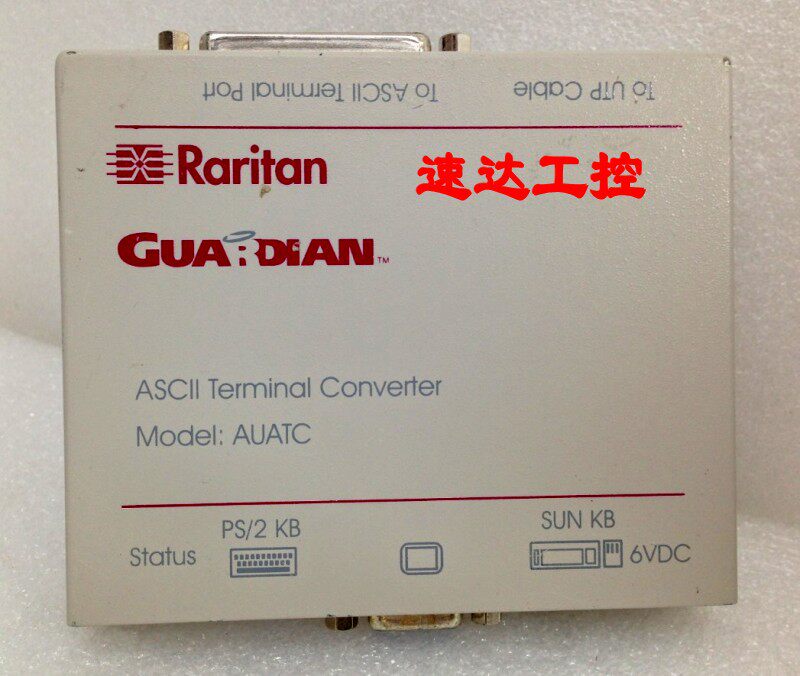 To ASCII Terminal Port
To UTP Cable
Raritan
速达工控
GUARDIAN™
ASCII Terminal Converter
Model: AUATC
PS/2 KB
SUN KB
Status
6VDC